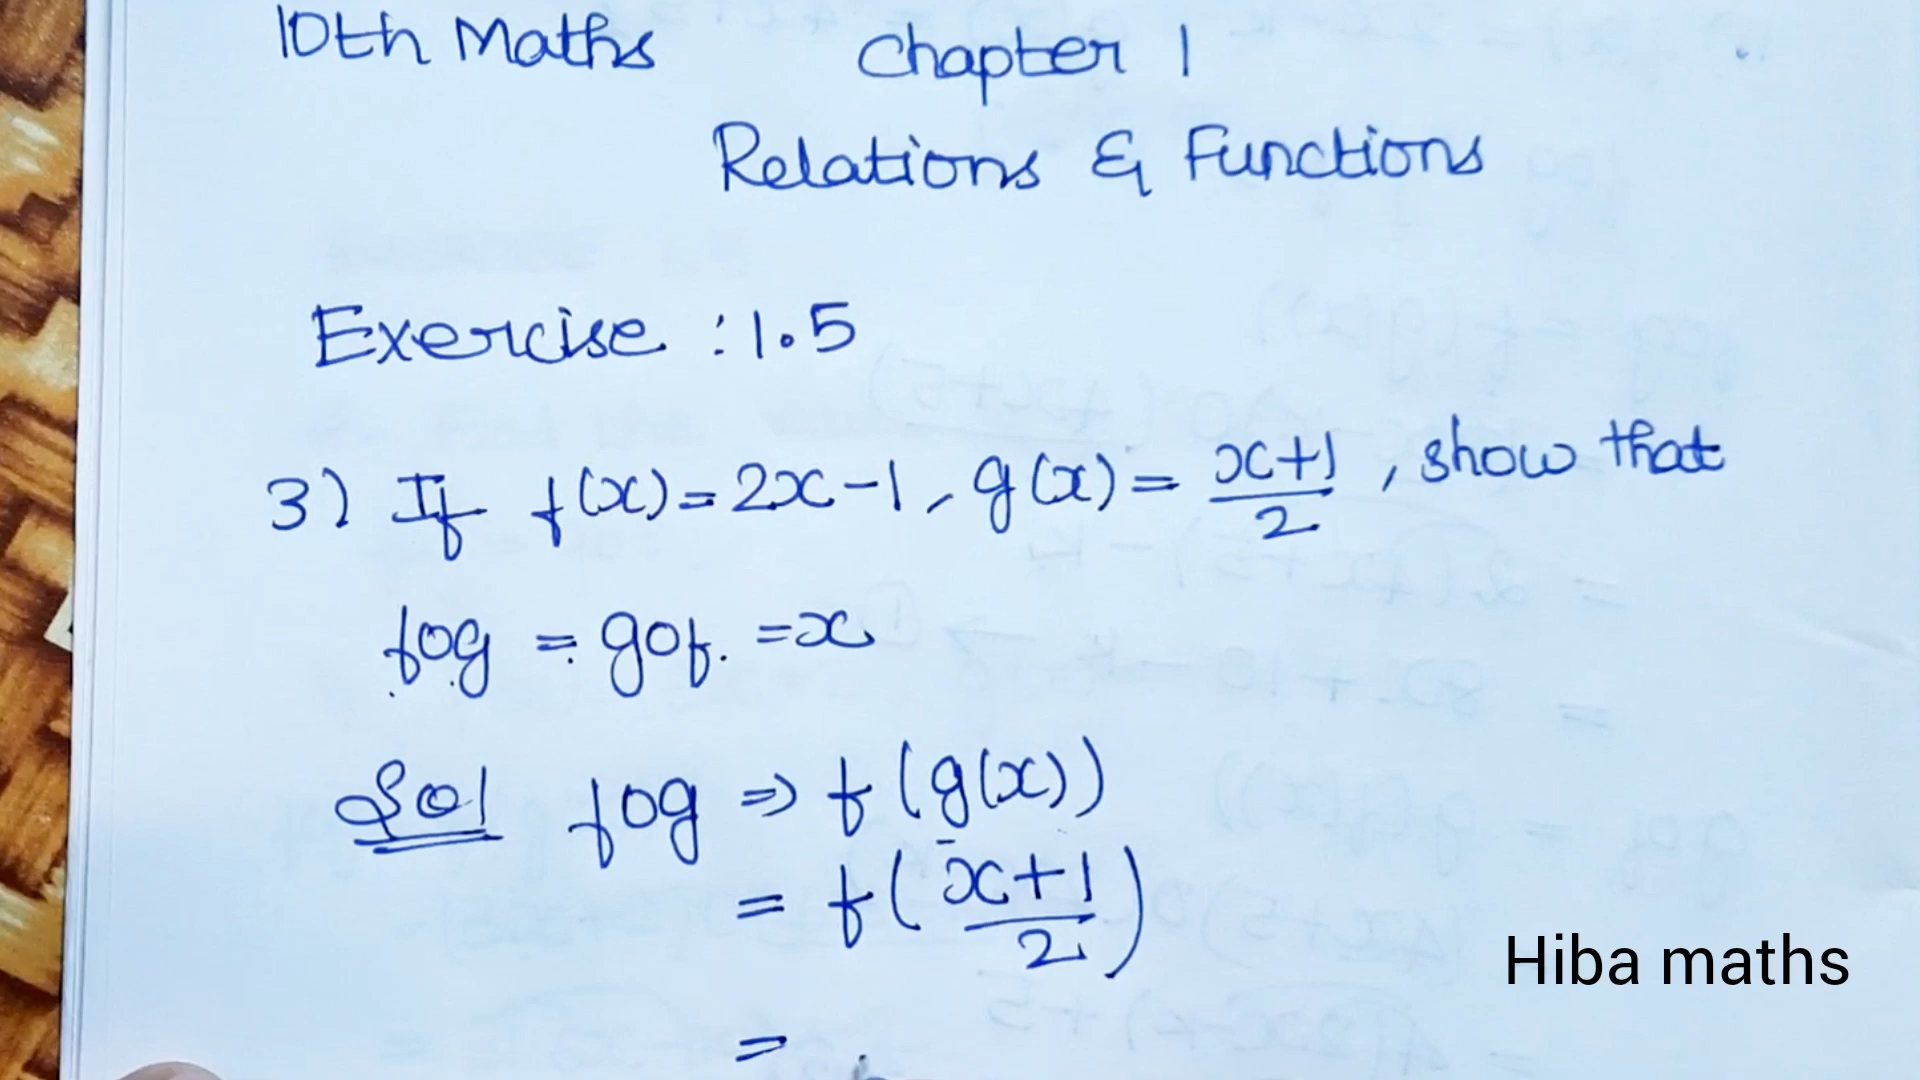 10th Maths Chapter 1
Relations & Functions
Exercise : 1.5
3) If f(x) = 2x-1, g(x) = x+1/2, show that
fog = gof. = x
Sol fog => f(g(x))
= f(x+1/2)
=
Hiba maths